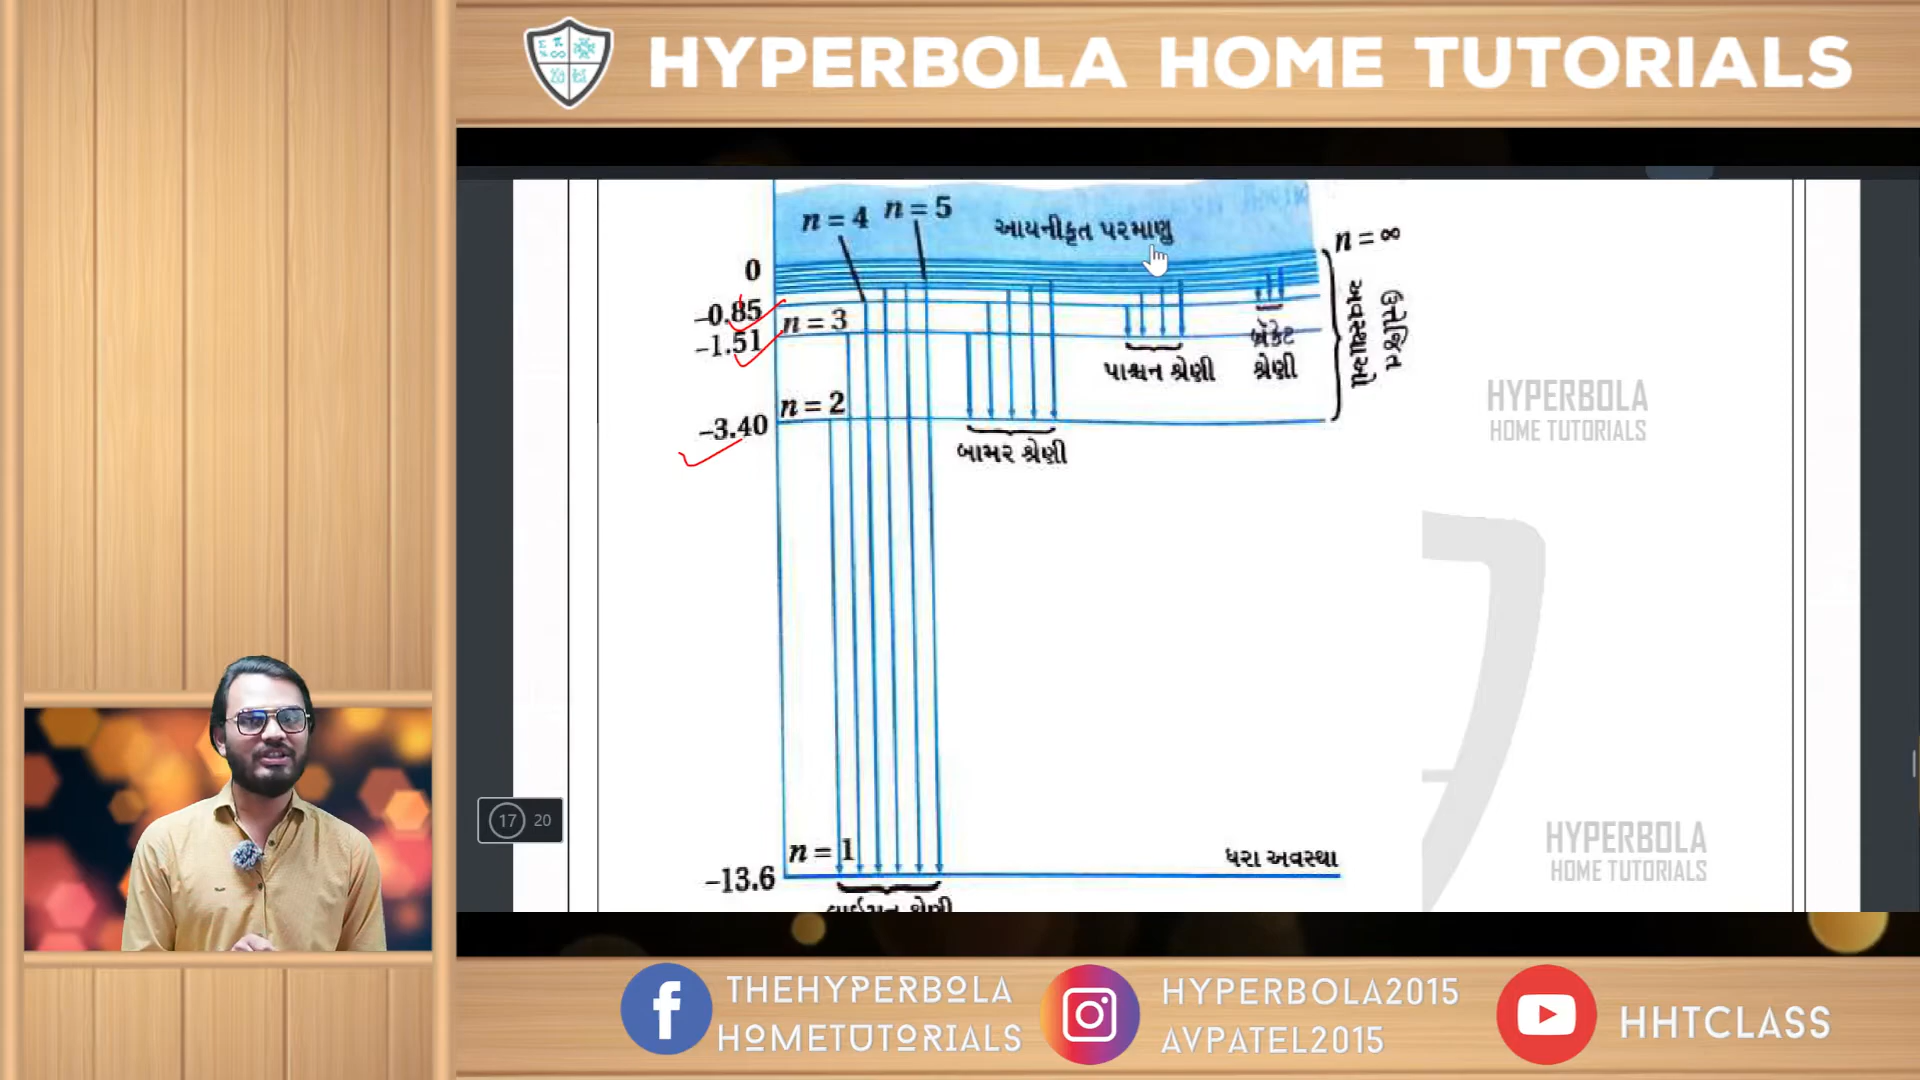 HYPERBOLA HOME TUTORIALS
n = 4 n = 5
આયનીકૃત પરમાણુ
n = ∞
0
–0.85
n = 3
–1.51
બ્રૅકેટ
શ્રેણી
પાશ્ચન શ્રેણી
ઉત્તેજિત
અવસ્થાઓ
n = 2
–3.40
બામર શ્રેણી
HYPERBOLA
HOME TUTORIALS
17 20
n = 1
ધરા અવસ્થા
–13.6
HYPERBOLA
HOME TUTORIALS
THEHYPERBOLA
HOMETUTORIALS
HYPERBOLA2015
AVPATEL2015
HHTCLASS